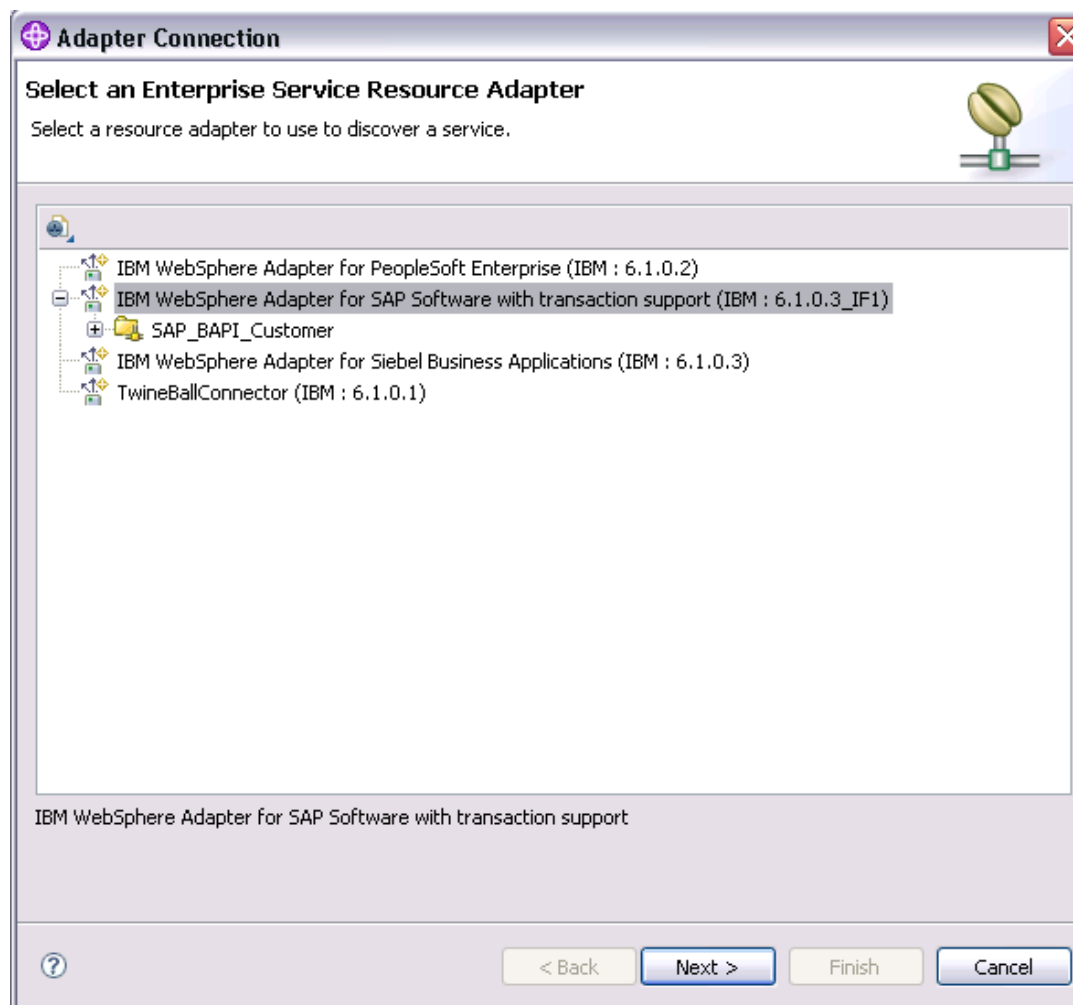 Adapter Connection
Select an Enterprise Service Resource Adapter
Select a resource adapter to use to discover a service.
IBM WebSphere Adapter for PeopleSoft Enterprise (IBM : 6.1.0.2)
IBM WebSphere Adapter for SAP Software with transaction support (IBM : 6.1.0.3_IF1)
SAP_BAPI_Customer
IBM WebSphere Adapter for Siebel Business Applications (IBM : 6.1.0.3)
TwineBallConnector (IBM : 6.1.0.1)
IBM WebSphere Adapter for SAP Software with transaction support
? < Back Next > Finish Cancel